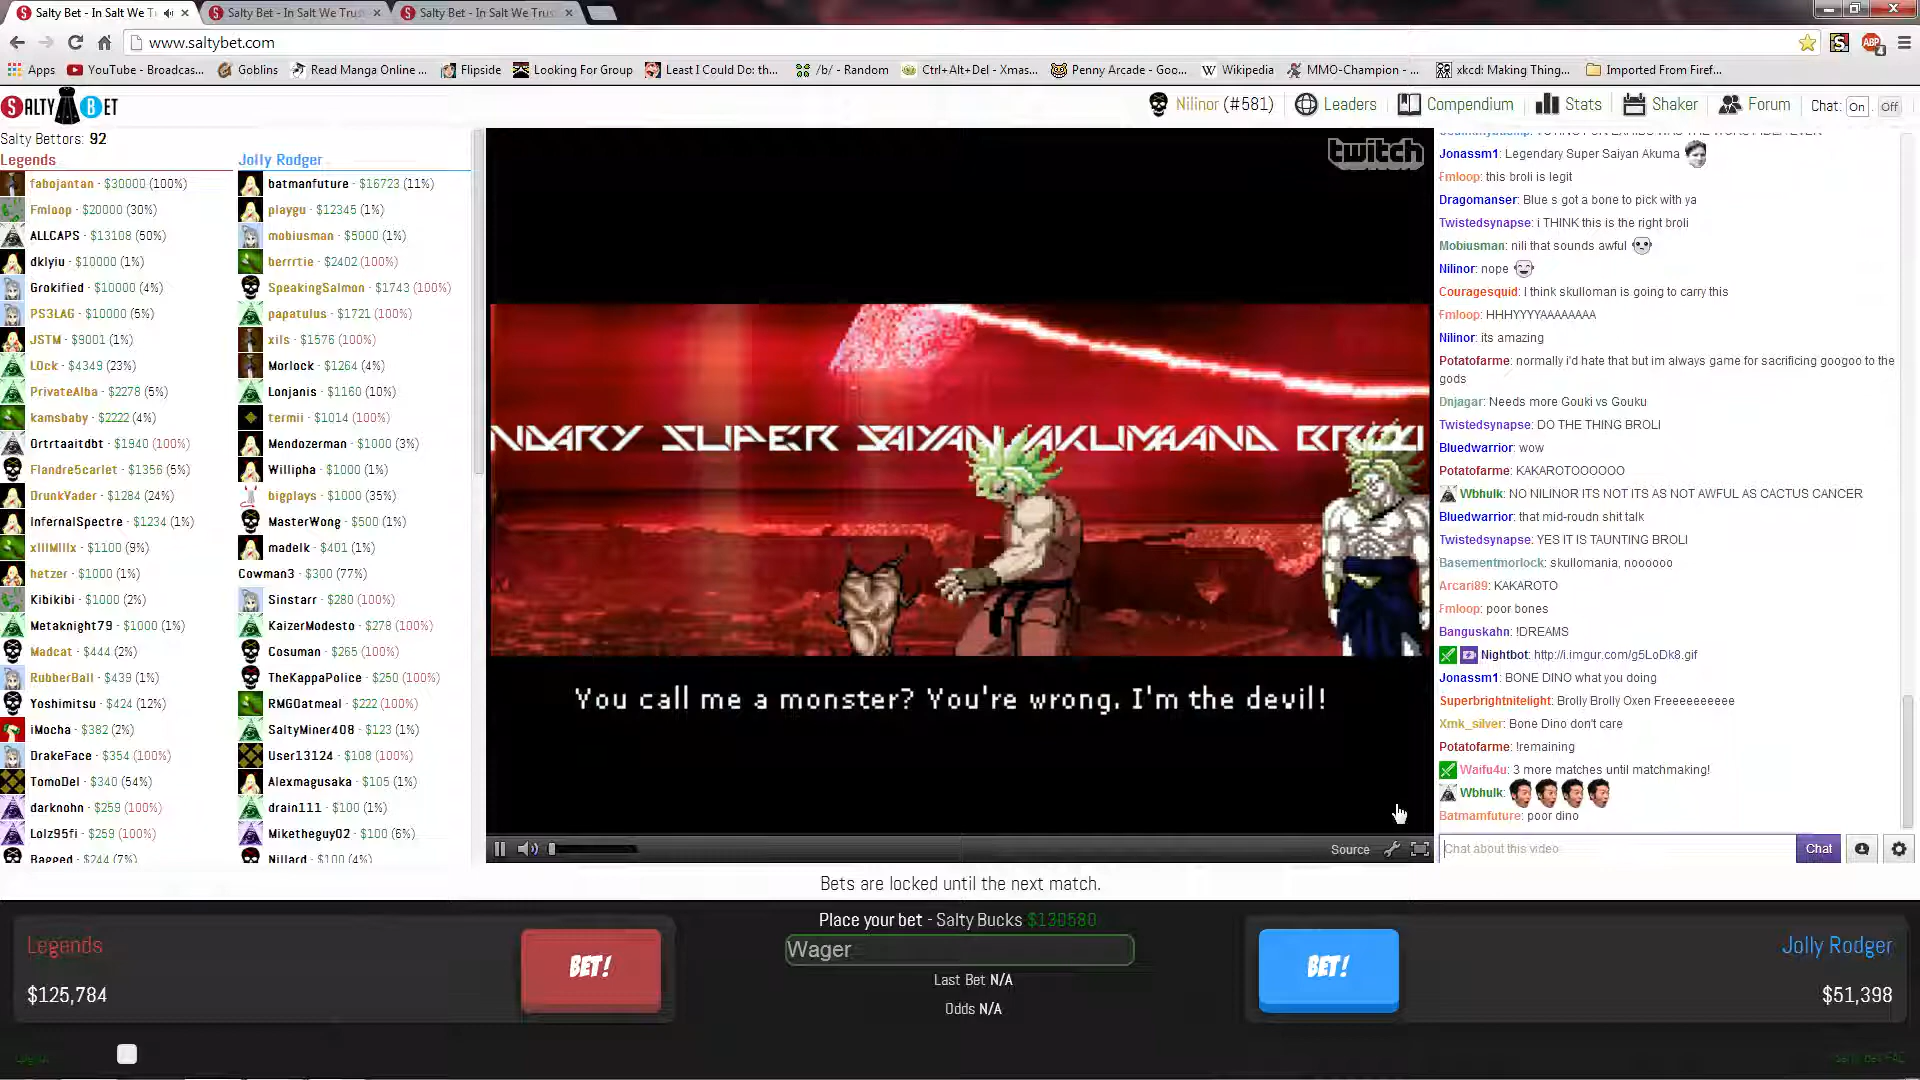 Salty Bet - In Salt We T
Salty Bet - In Salt We Trus
Salty Bet - In Salt We Trus
www.saltybet.com
ABP
4
Apps
YouTube - Broadcas...
Goblins
Read Manga Online ...
Flipside
Looking For Group
Least I Could Do: th...
/b/ - Random
Ctrl+Alt+Del - Xmas...
Penny Arcade - Goo...
Wikipedia
MMO-Champion - ...
xkcd: Making Thing...
Imported From Firef...
SALTY BET
Nilinor (#581)
Leaders
Compendium
Stats
Shaker
Forum
Chat: On . Off
Salty Bettors: 92
Legends
fabojantan - $30000 (100%)
Fmloop - $20000 (30%)
ALLCAPS - $13108 (50%)
dklyiu - $10000 (1%)
Grokified - $10000 (4%)
PS3LAG - $10000 (5%)
JSTM - $9001 (1%)
L0ck - $4349 (23%)
PrivateAlba - $2278 (5%)
kamsbaby - $2222 (4%)
Ortrtaaitdbt - $1940 (100%)
Flandre5carlet - $1356 (5%)
DrunkVader - $1284 (24%)
InfernalSpectre - $1234 (1%)
xIIIMIIIx - $1100 (9%)
hetzer - $1000 (1%)
Kibikibi - $1000 (2%)
Metaknight79 - $1000 (1%)
Madcat - $444 (2%)
RubberBall - $439 (1%)
Yoshimitsu - $424 (12%)
iMocha - $382 (2%)
DrakeFace - $354 (100%)
TomoDel - $340 (54%)
darknohn - $259 (100%)
Lolz95fi - $259 (100%)
Bagged - $244 (7%)
Jolly Rodger
batmanfuture - $16723 (11%)
playgu - $12345 (1%)
mobiusman - $5000 (1%)
berrrtie - $2402 (100%)
SpeakingSalmon - $1743 (100%)
papatulus - $1721 (100%)
xils - $1576 (100%)
Morlock - $1264 (4%)
Lonjanis - $1160 (10%)
termii - $1014 (100%)
Mendozerman - $1000 (3%)
Willipha - $1000 (1%)
bigplays - $1000 (35%)
MasterWong - $500 (1%)
madelk - $401 (1%)
Cowman3 - $300 (77%)
Sinstarr - $280 (100%)
KaizerModesto - $278 (100%)
Cosuman - $265 (100%)
TheKappaPolice - $250 (100%)
RMGOatmeal - $222 (100%)
SaltyMiner408 - $123 (1%)
User13124 - $108 (100%)
Alexmagusaka - $105 (1%)
drain111 - $100 (1%)
Miketheguy02 - $100 (6%)
Nillard - $100 (4%)
twitch
NDARY SUPER SAIYAN AKUMAAND BROLI
You call me a monster? You're wrong. I'm the devil!
Source
Jonassm1: Legendary Super Saiyan Akuma
Fmloop: this broli is legit
Dragomanser: Blue s got a bone to pick with ya
Twistedsynapse: i THINK this is the right broli
Mobiusman: nili that sounds awful
Nilinor: nope
Couragesquid: I think skulloman is going to carry this
Fmloop: HHHYYYYAAAAAAAA
Nilinor: its amazing
Potatofarme: normally i'd hate that but im always game for sacrificing googoo to the
gods
Dnjagar: Needs more Gouki vs Gouku
Twistedsynapse: DO THE THING BROLI
Bluedwarrior: wow
Potatofarme: KAKAROTOOOOOO
Wbhulk: NO NILINOR ITS NOT ITS AS NOT AWFUL AS CACTUS CANCER
Bluedwarrior: that mid-roudn shit talk
Twistedsynapse: YES IT IS TAUNTING BROLI
Basementmorlock: skullomania, noooooo
Arcari89: KAKAROTO
Fmloop: poor bones
Banguskahn: !DREAMS
Nightbot: http://i.imgur.com/g5LoDk8.gif
Jonassm1: BONE DINO what you doing
Superbrightnitelight: Brolly Brolly Oxen Freeeeeeeeee
Xmk_silver: Bone Dino don't care
Potatofarme: !remaining
Waifu4u: 3 more matches until matchmaking!
Wbhulk:
Batmamfuture: poor dino
Chat about this video
Chat
Bets are locked until the next match.
Legends
$125,784
BET!
Place your bet - Salty Bucks $130580
Wager
Last Bet N/A
Odds N/A
BET!
Jolly Rodger
$51,398